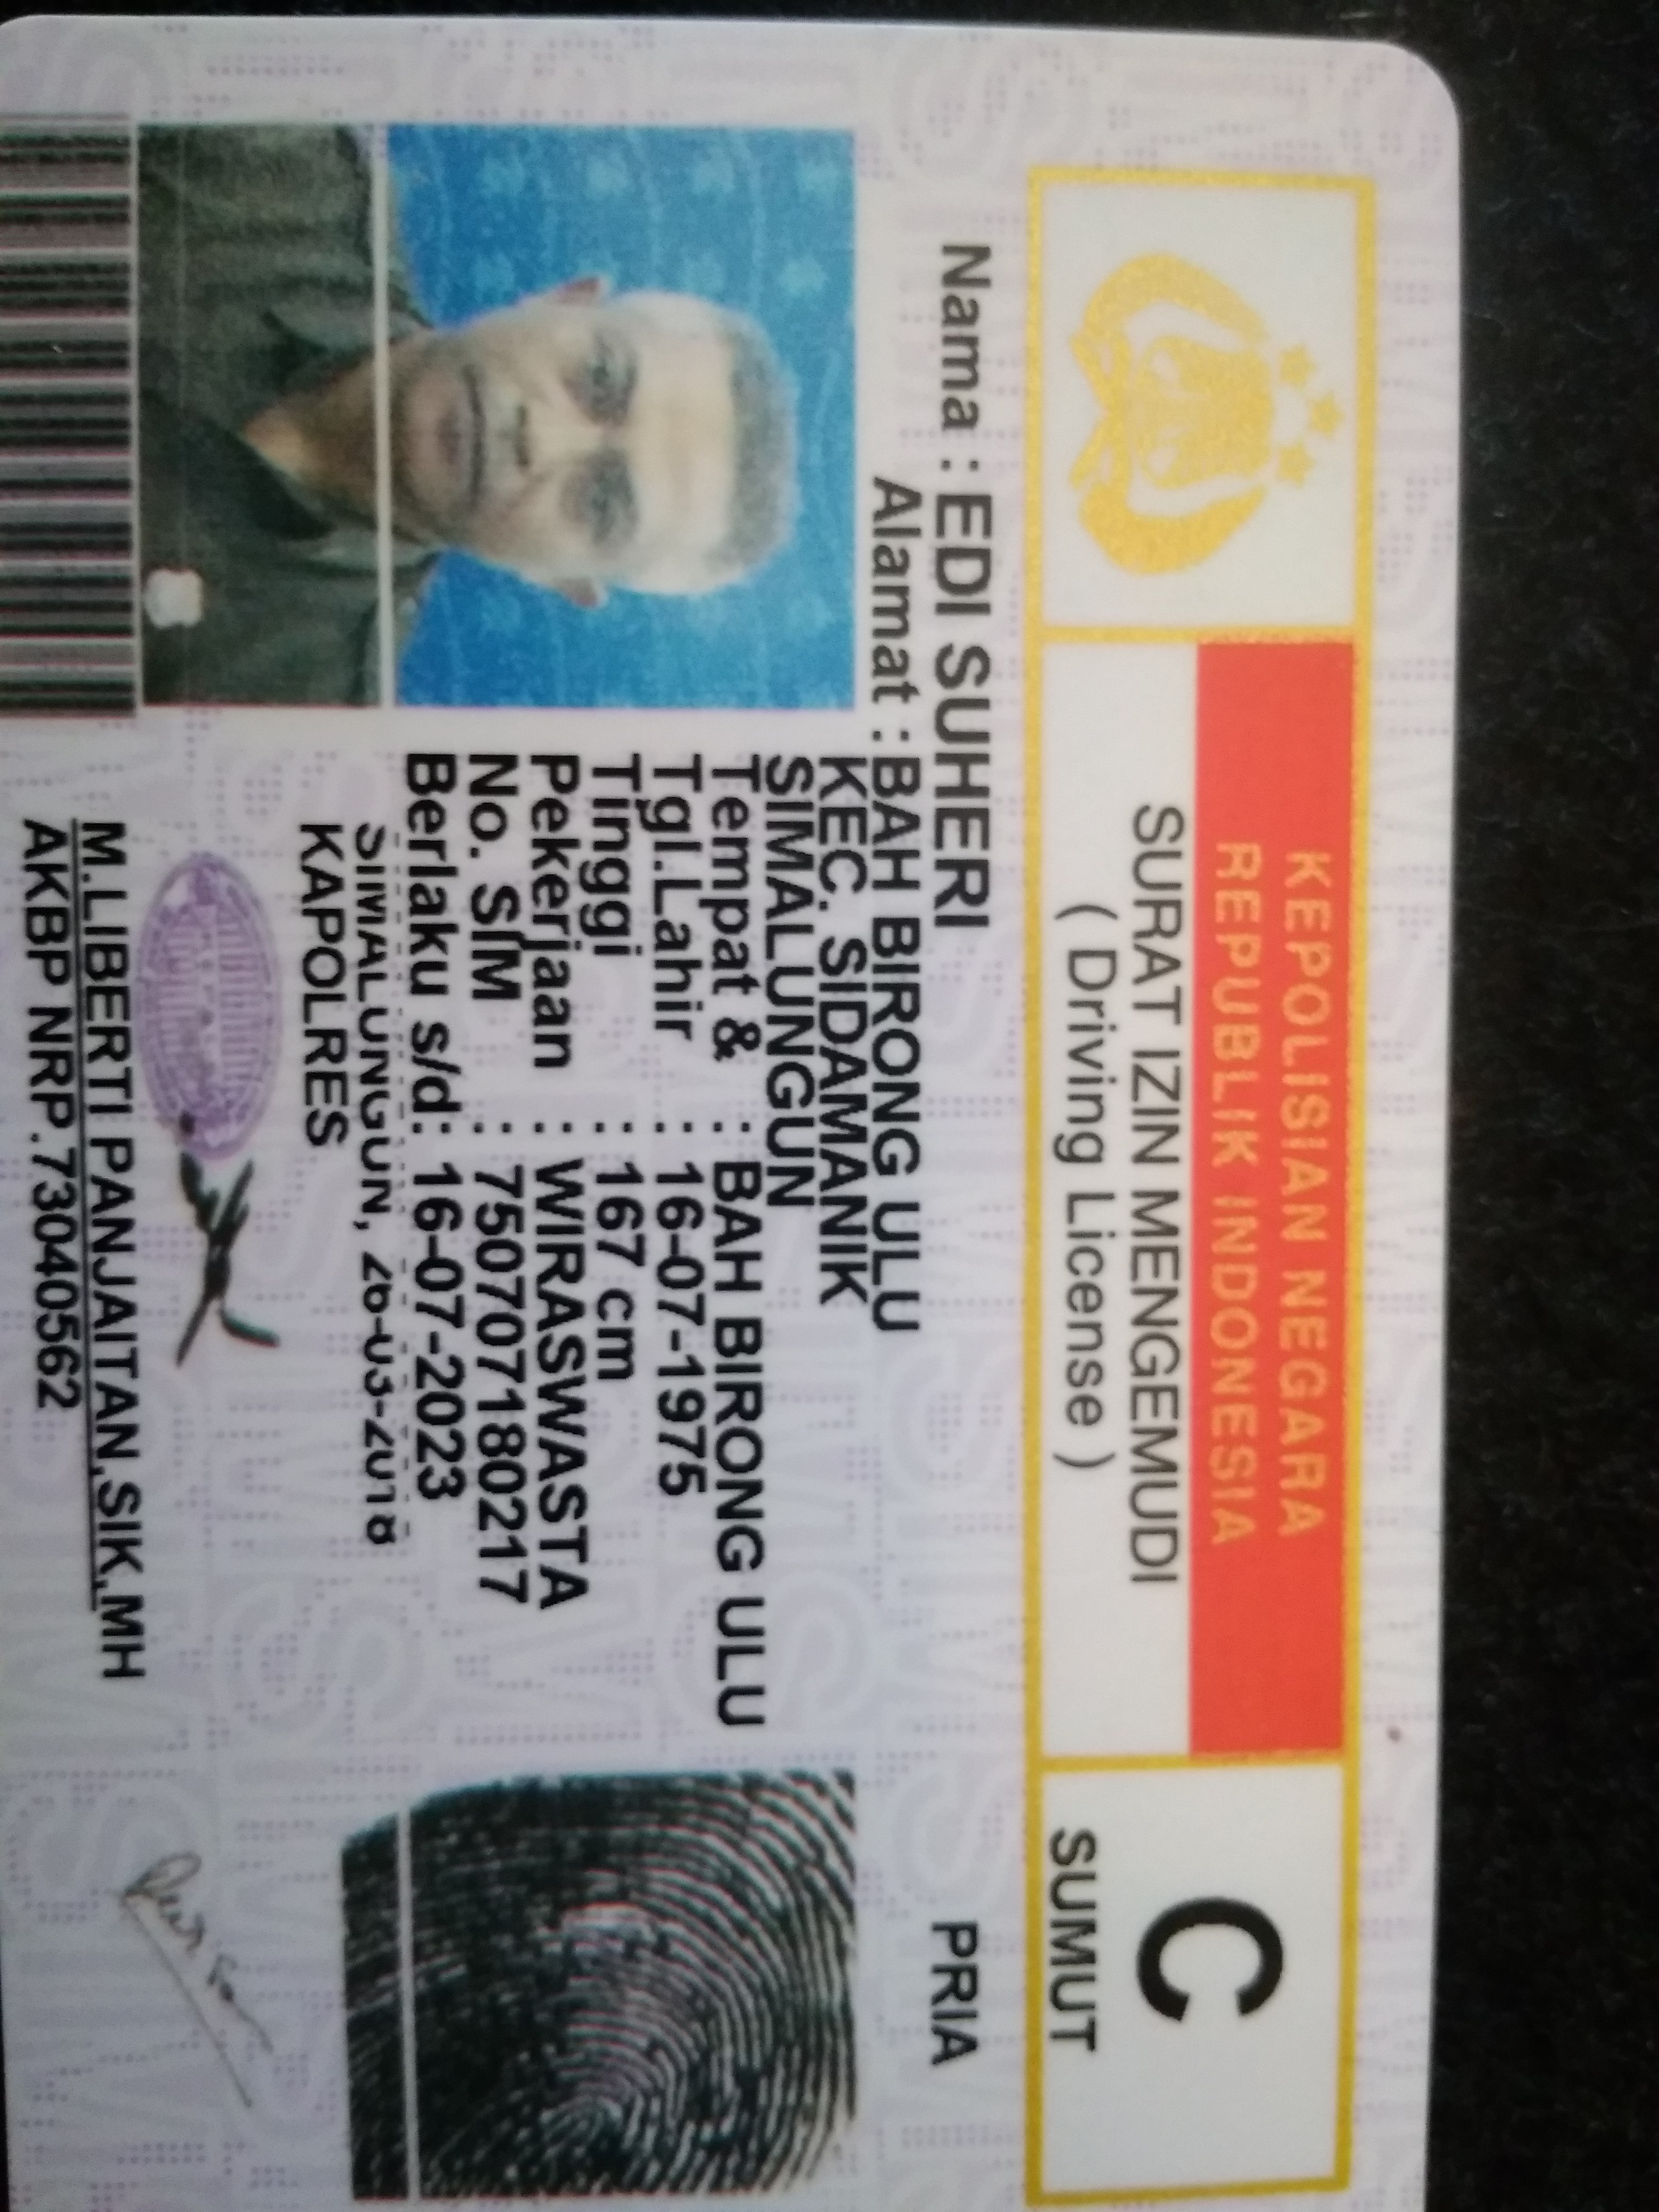 KEPOLISIAN NEGARA
REPUBLIK INDONESIA
SURAT IZIN MENGEMUDI
( Driving License )
C
SUMUT
Nama : EDI SUHERI
PRIA
Alamat : BAH BIRONG ULU
KEC. SIDAMANIK
SIMALUNGUN
Tempat & : BAH BIRONG ULU
Tgl.Lahir : 16-07-1975
Tinggi : 167 cm
Pekerjaan : WIRASWASTA
No. SIM : 750707180217
Berlaku s/d: 16-07-2023
SIMALUNGUN, 26-03-2018
KAPOLRES
M.LIBERTI PANJAITAN,SIK,MH
AKBP NRP.73040562